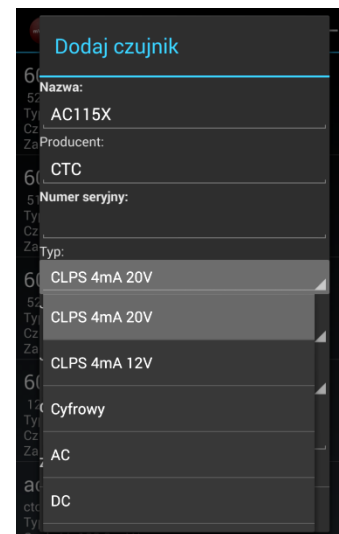 Dodaj czujnik
Nazwa:
AC115X
Producent:
CTC
Numer seryjny:
Typ:
CLPS 4mA 20V
CLPS 4mA 20V
CLPS 4mA 12V
Cyfrowy
AC
DC